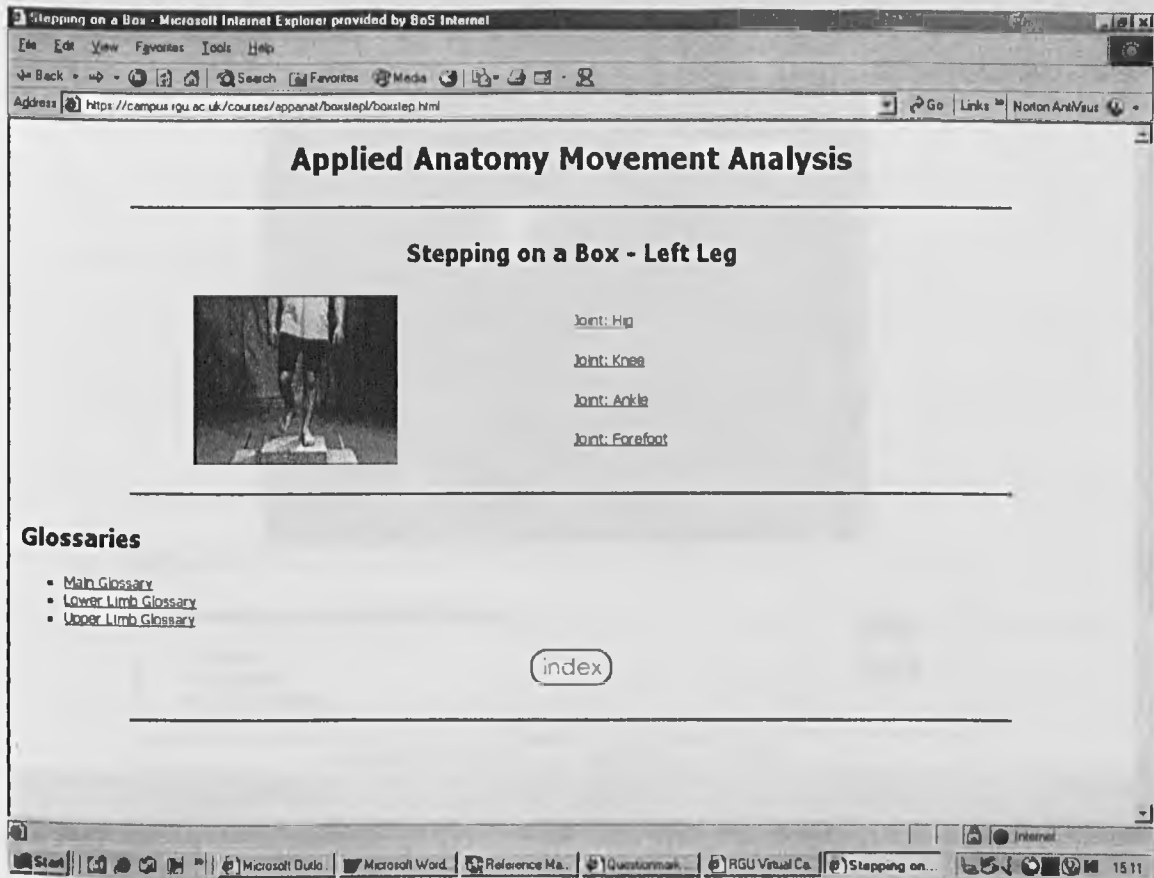 Stepping on a Box - Microsoft Internet Explorer provided by BoS Internet
File Edit View Favorites Tools Help
Back Search Favorites Media
Address https://campus.rgu.ac.uk/courses/appanat/boxstepl/boxstep.html Go Links » Norton AntiVirus
Applied Anatomy Movement Analysis
Stepping on a Box - Left Leg
Joint: Hip
Joint: Knee
Joint: Ankle
Joint: Forefoot
Glossaries
• Main Glossary
• Lower Limb Glossary
• Upper Limb Glossary
index
Internet
Start » Microsoft Outlo... Microsoft Word... Reference Ma... Questionmark... RGU Virtual Ca... Stepping on... 15:11